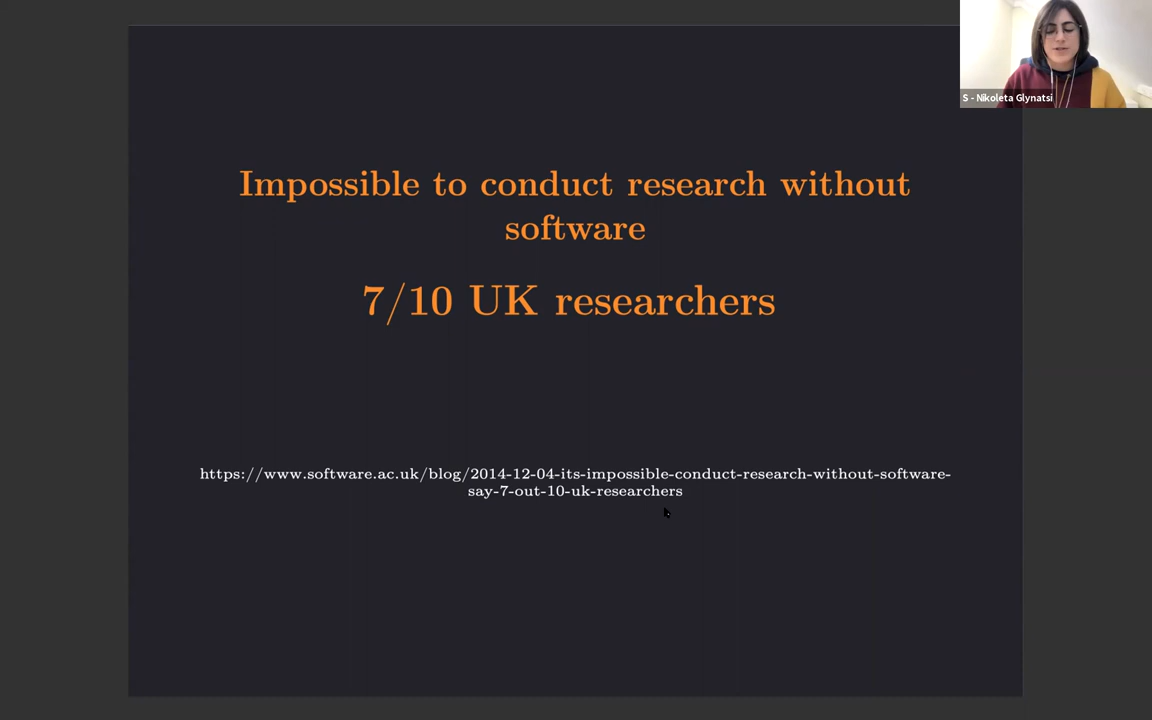 S - Nikoleta Glynatsi
Impossible to conduct research without
software
7/10 UK researchers
https://www.software.ac.uk/blog/2014-12-04-its-impossible-conduct-research-without-software-
say-7-out-10-uk-researchers